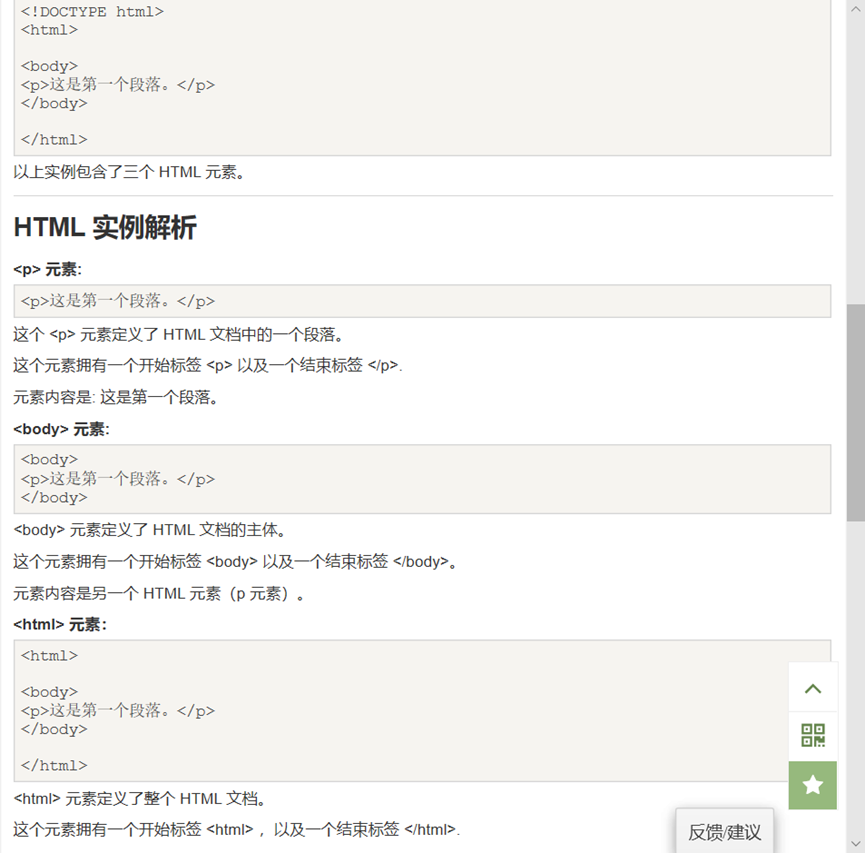 <!DOCTYPE html>
<html>
<body>
<p>这是第一个段落。</p>
</body>
</html>
以上实例包含了三个 HTML 元素。
HTML 实例解析
<p> 元素:
<p>这是第一个段落。</p>
这个 <p> 元素定义了 HTML 文档中的一个段落。
这个元素拥有一个开始标签 <p> 以及一个结束标签 </p>.
元素内容是: 这是第一个段落。
<body> 元素:
<body>
<p>这是第一个段落。</p>
</body>
<body> 元素定义了 HTML 文档的主体。
这个元素拥有一个开始标签 <body> 以及一个结束标签 </body>。
元素内容是另一个 HTML 元素（p 元素）。
<html> 元素：
<html>
<body>
<p>这是第一个段落。</p>
</body>
</html>
<html> 元素定义了整个 HTML 文档。
这个元素拥有一个开始标签 <html> ，以及一个结束标签 </html>.
反馈/建议